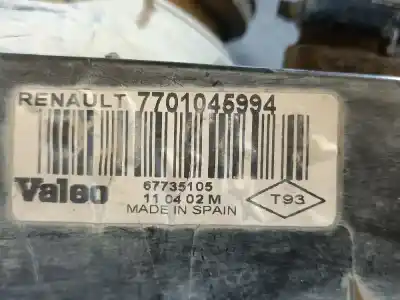 RENAULT 7701045994
Valeo 67735105
11 04 02 M
MADE IN SPAIN
T93